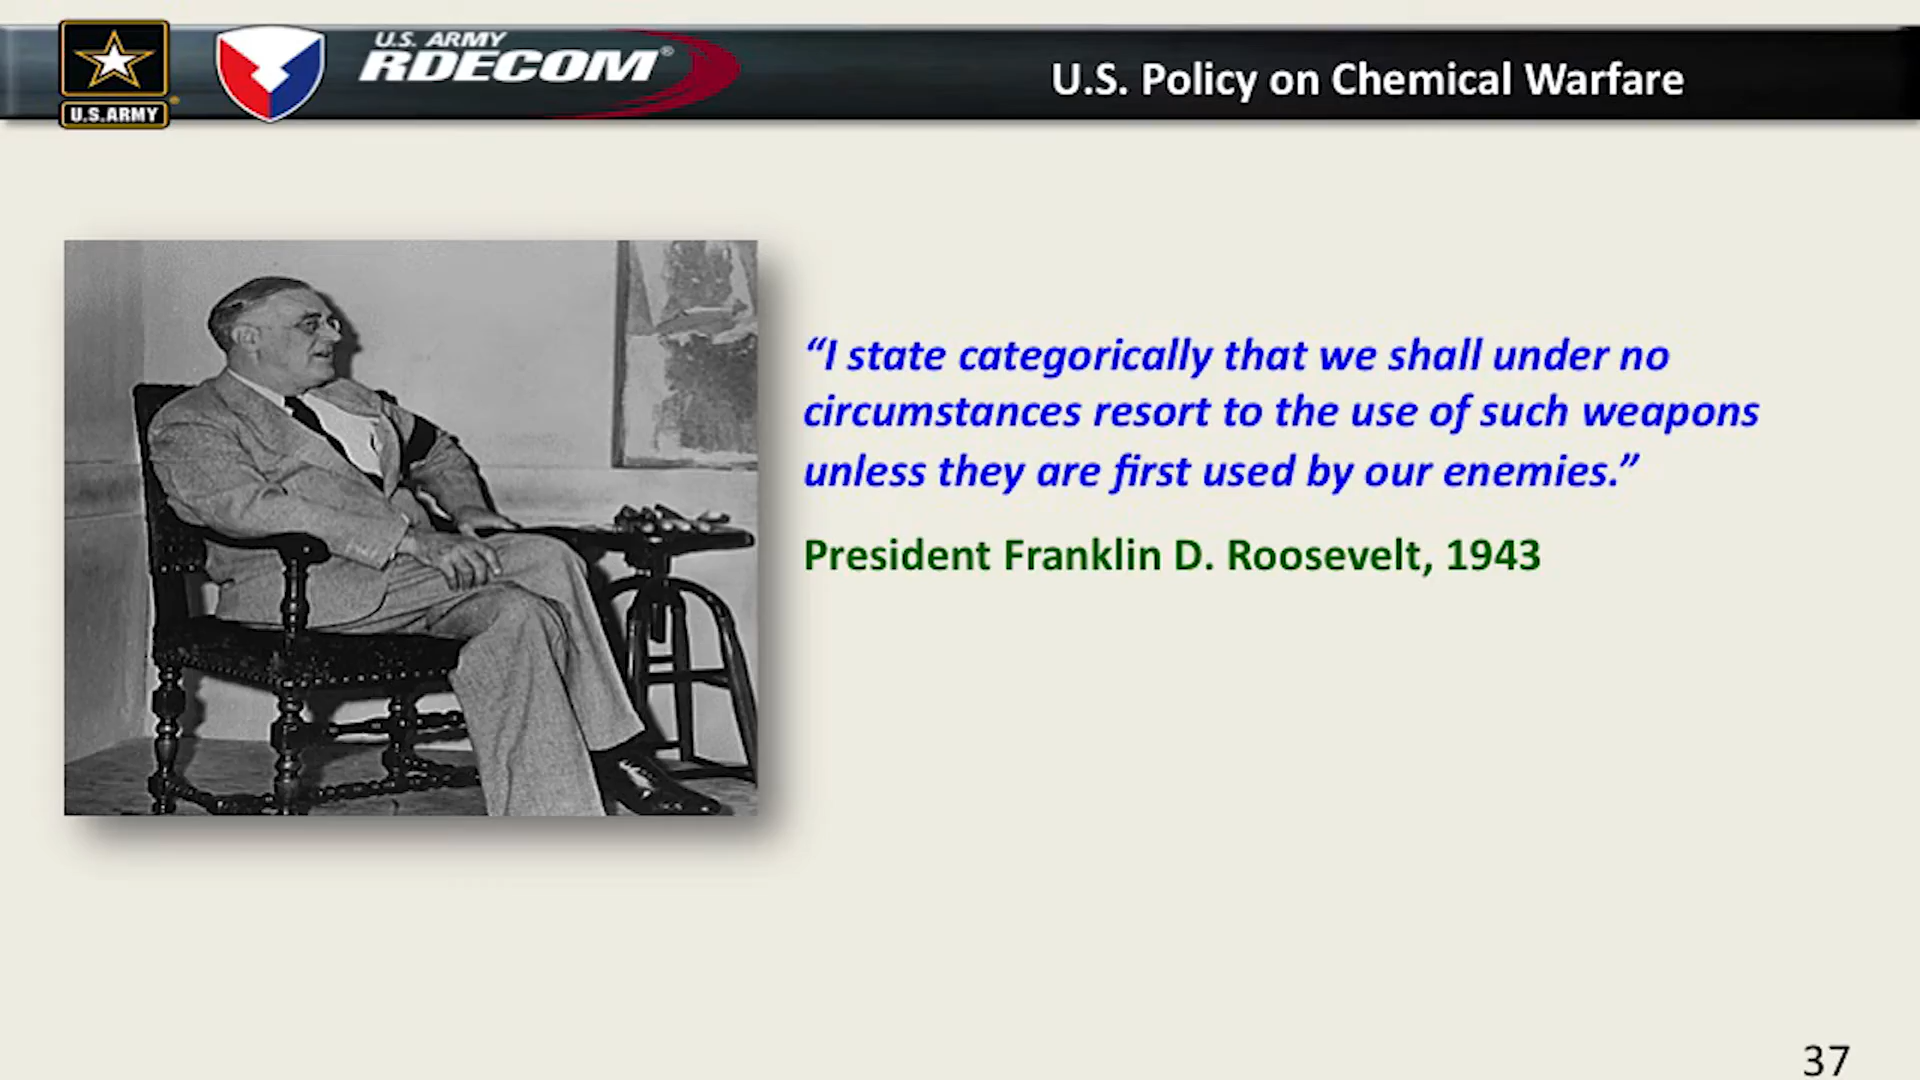 U.S. ARMY
U.S. ARMY
RDECOM®
U.S. Policy on Chemical Warfare
“I state categorically that we shall under no
circumstances resort to the use of such weapons
unless they are first used by our enemies.”
President Franklin D. Roosevelt, 1943
37